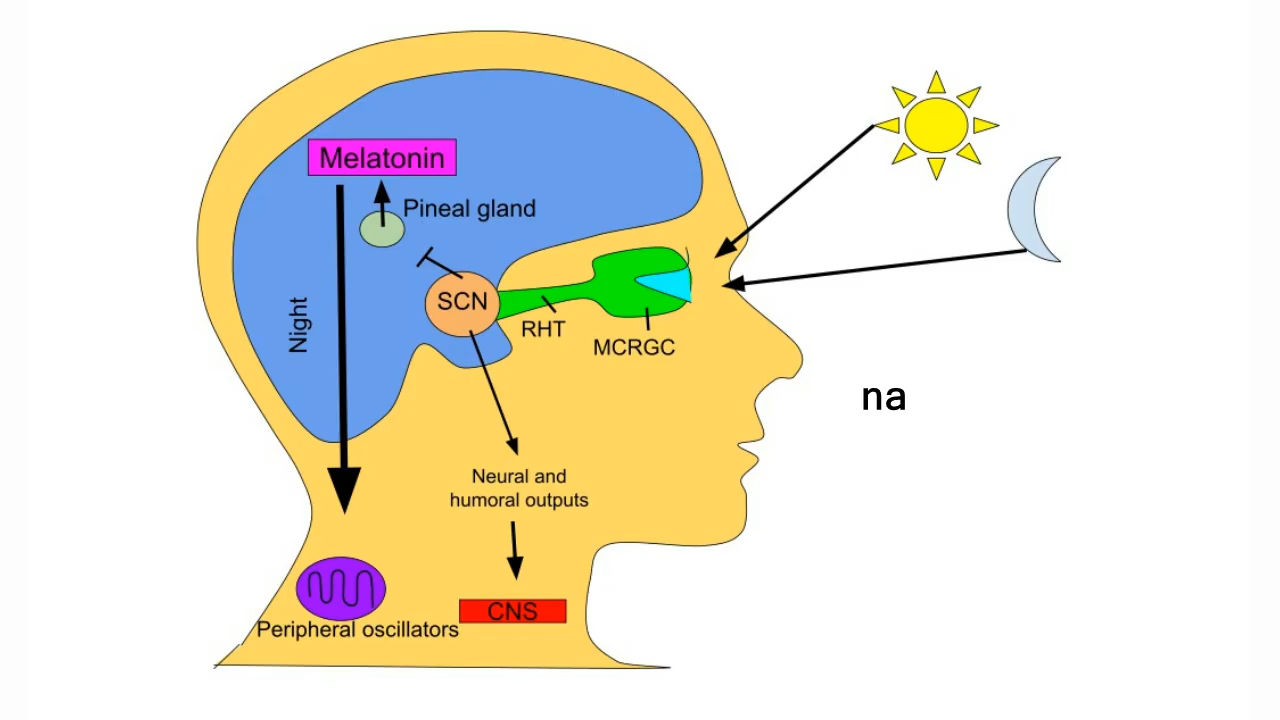 Melatonin
Pineal gland
SCN
Night
RHT
MCRGC
na
Neural and
humoral outputs
CNS
Peripheral oscillators